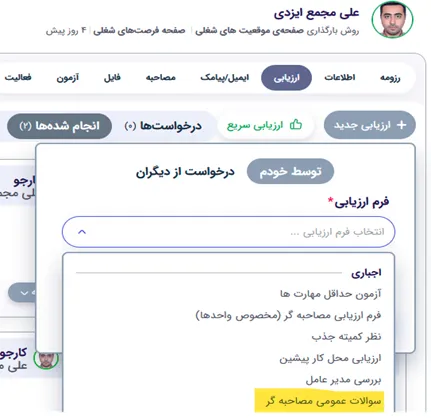 علی مجمع ایزدی
روش بارگذاری صفحه‌ی موقعیت های شغلی | صفحه فرصت‌های شغلی | ۴ روز پیش
رزومه اطلاعات ارزیابی ایمیل/پیامک مصاحبه فایل آزمون فعالیت
+ ارزیابی جدید ارزیابی سریع درخواست‌ها (۰) انجام شده‌ها (۲)
توسط خودم درخواست از دیگران
فرم ارزیابی*
انتخاب فرم ارزیابی ...
اجباری
آزمون حداقل مهارت ها
فرم ارزیابی مصاحبه گر (مخصوص واحدها)
نظر کمیته جذب
ارزیابی محل کار پیشین
بررسی مدیر عامل
سوالات عمومی مصاحبه گر
کارجو
علی م